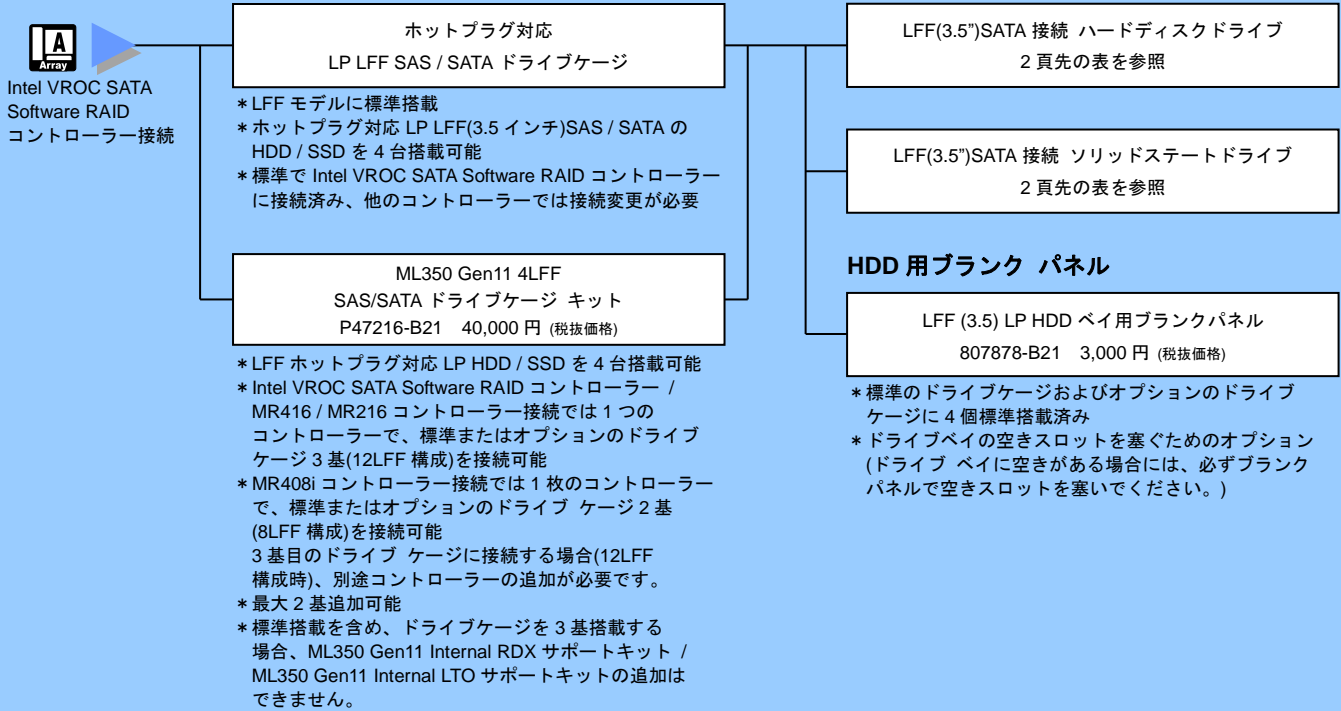 A
Array
Intel VROC SATA
Software RAID
コントローラー接続
ホットプラグ対応
LP LFF SAS / SATA ドライブケージ
＊LFF モデルに標準搭載
＊ホットプラグ対応 LP LFF(3.5 インチ)SAS / SATA の
HDD / SSD を 4 台搭載可能
＊標準で Intel VROC SATA Software RAID コントローラー
に接続済み、他のコントローラーでは接続変更が必要
ML350 Gen11 4LFF
SAS/SATA ドライブケージ キット
P47216-B21 40,000 円 (税抜価格)
＊LFF ホットプラグ対応 LP HDD / SSD を 4 台搭載可能
＊Intel VROC SATA Software RAID コントローラー /
MR416 / MR216 コントローラー接続では 1 つの
コントローラーで、標準またはオプションのドライブ
ケージ 3 基(12LFF 構成)を接続可能
＊MR408i コントローラー接続では 1 枚のコントローラー
で、標準またはオプションのドライブ ケージ 2 基
(8LFF 構成)を接続可能
3 基目のドライブ ケージに接続する場合(12LFF
構成時)、別途コントローラーの追加が必要です。
＊最大 2 基追加可能
＊標準搭載を含め、ドライブケージを 3 基搭載する
場合、ML350 Gen11 Internal RDX サポートキット /
ML350 Gen11 Internal LTO サポートキットの追加は
できません。
LFF(3.5”)SATA 接続 ハードディスクドライブ
2 頁先の表を参照
LFF(3.5”)SATA 接続 ソリッドステートドライブ
2 頁先の表を参照
HDD 用ブランク パネル
LFF (3.5) LP HDD ベイ用ブランクパネル
807878-B21 3,000 円 (税抜価格)
＊標準のドライブケージおよびオプションのドライブ
ケージに 4 個標準搭載済み
＊ドライブベイの空きスロットを塞ぐためのオプション
(ドライブ ベイに空きがある場合には、必ずブランク
パネルで空きスロットを塞いでください。)